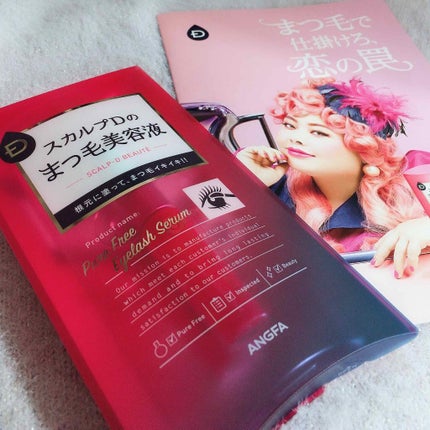 まつ毛で
仕掛けろ、
恋の罠
D
スカルプDの
まつ毛美容液
SCALP-D BEAUTÉ
根元に塗って、まつ毛イキイキ!!
Product name:
Pure Free
Eyelash Serum
Our mission is to manufacture products
which meet each customer's individual
demand and to bring long lasting
satisfaction to our customers.
Pure Free
Inspected
Beauty
ANGFA